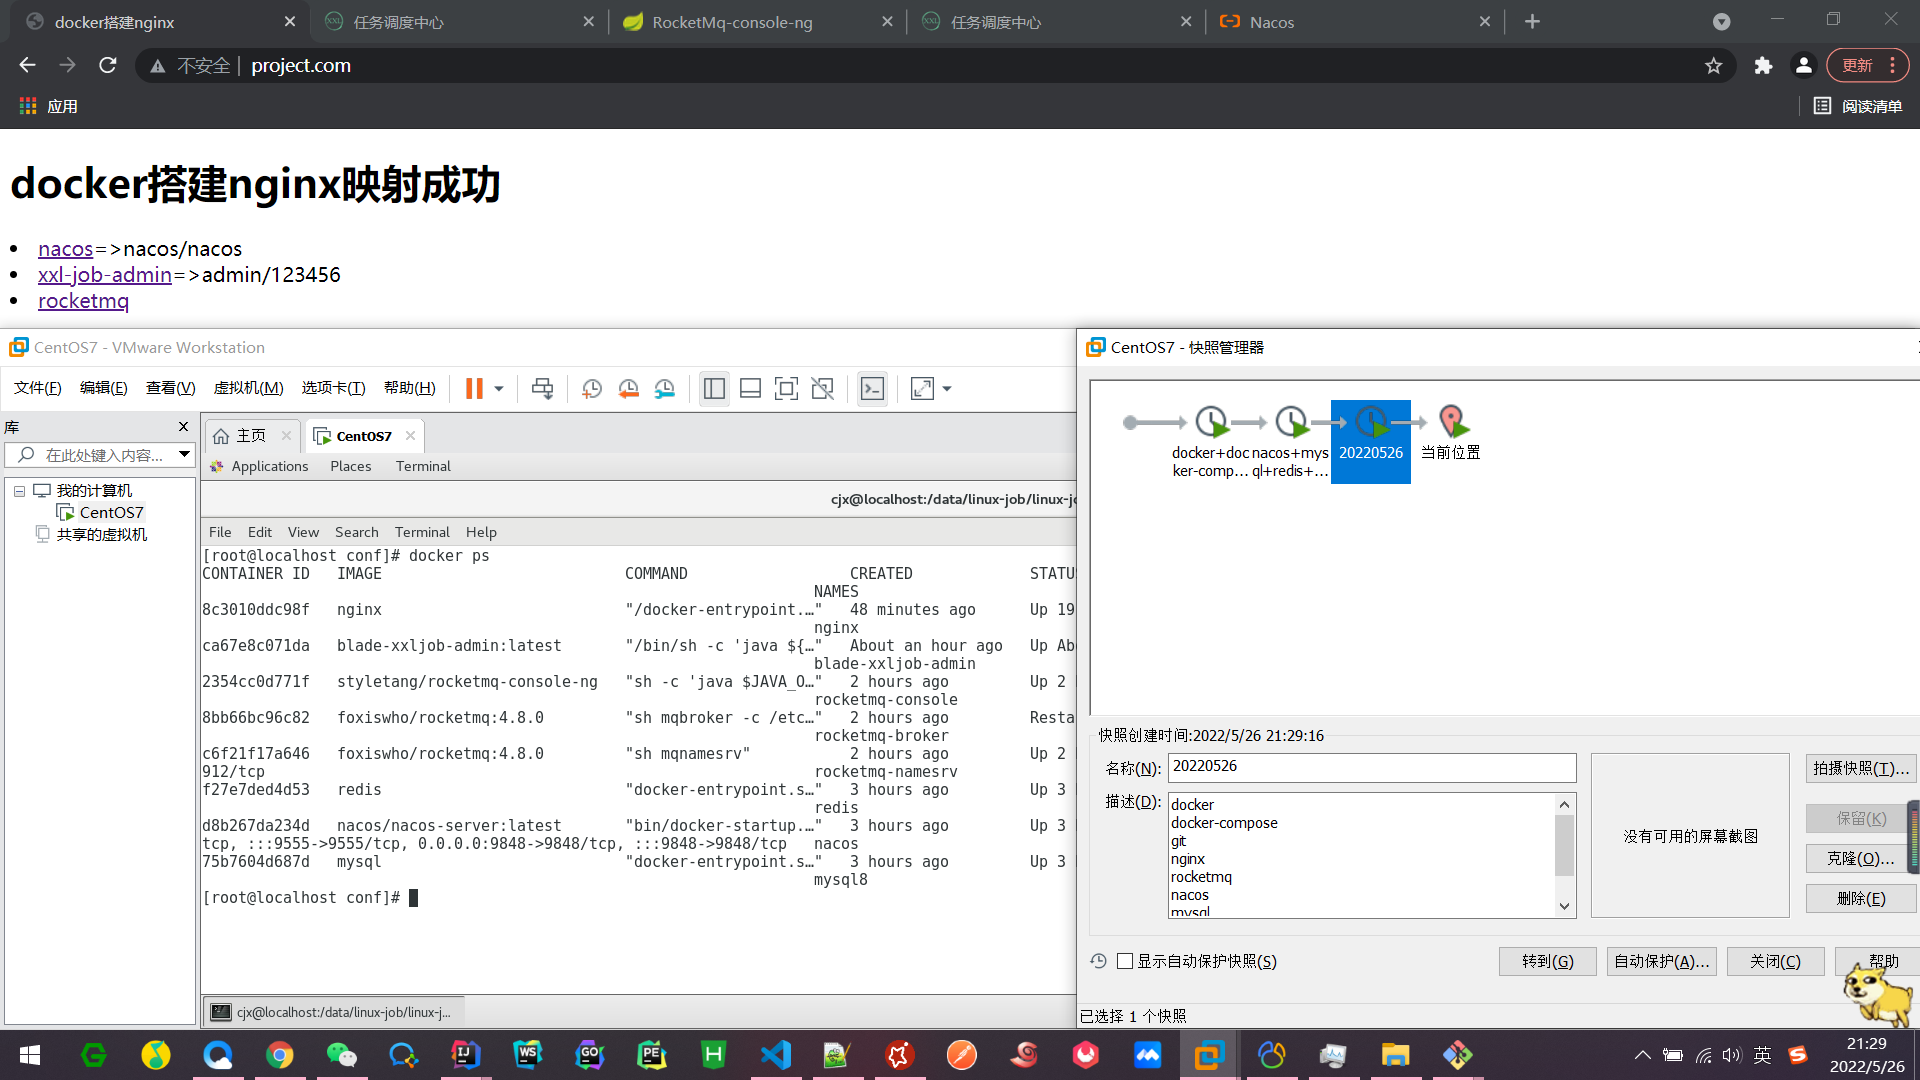 docker搭建nginx
任务调度中心
RocketMq-console-ng
任务调度中心
Nacos
不安全
project.com
更新
应用
阅读清单
docker搭建nginx映射成功
nacos=>nacos/nacos
xxl-job-admin=>admin/123456
rocketmq
CentOS7 - VMware Workstation
文件(F) 编辑(E) 查看(V) 虚拟机(M) 选项卡(T) 帮助(H)
库
在此处键入内容...
我的计算机
CentOS7
共享的虚拟机
主页
CentOS7
Applications Places Terminal
cjx@localhost:/data/linux-job/linux-jo
File Edit View Search Terminal Help
[root@localhost conf]# docker ps
CONTAINER ID IMAGE COMMAND CREATED STATU
NAMES
8c3010ddc98f nginx "/docker-entrypoint.…" 48 minutes ago Up 19
nginx
ca67e8c071da blade-xxljob-admin:latest "/bin/sh -c 'java ${…" About an hour ago Up Ab
blade-xxljob-admin
2354cc0d771f styletang/rocketmq-console-ng "sh -c 'java $JAVA_O…" 2 hours ago Up 2
rocketmq-console
8bb66bc96c82 foxiswho/rocketmq:4.8.0 "sh mqbroker -c /etc…" 2 hours ago Resta
rocketmq-broker
c6f21f17a646 foxiswho/rocketmq:4.8.0 "sh mqnamesrv" 2 hours ago Up 2
912/tcp rocketmq-namesrv
f27e7ded4d53 redis "docker-entrypoint.s…" 3 hours ago Up 3
redis
d8b267da234d nacos/nacos-server:latest "bin/docker-startup.…" 3 hours ago Up 3
tcp, :::9555->9555/tcp, 0.0.0.0:9848->9848/tcp, :::9848->9848/tcp nacos
75b7604d687d mysql "docker-entrypoint.s…" 3 hours ago Up 3
mysql8
[root@localhost conf]#
cjx@localhost:/data/linux-job/linux-j...
CentOS7 - 快照管理器
docker+doc
ker-comp...
nacos+mys
ql+redis+...
20220526
当前位置
快照创建时间:2022/5/26 21:29:16
名称(N): 20220526
描述(D):
docker
docker-compose
git
nginx
rocketmq
nacos
mysql
没有可用的屏幕截图
拍摄快照(T)...
保留(K)
克隆(O)...
删除(E)
显示自动保护快照(S)
转到(G)
自动保护(A)...
关闭(C)
帮助
已选择 1 个快照
英
21:29
2022/5/26